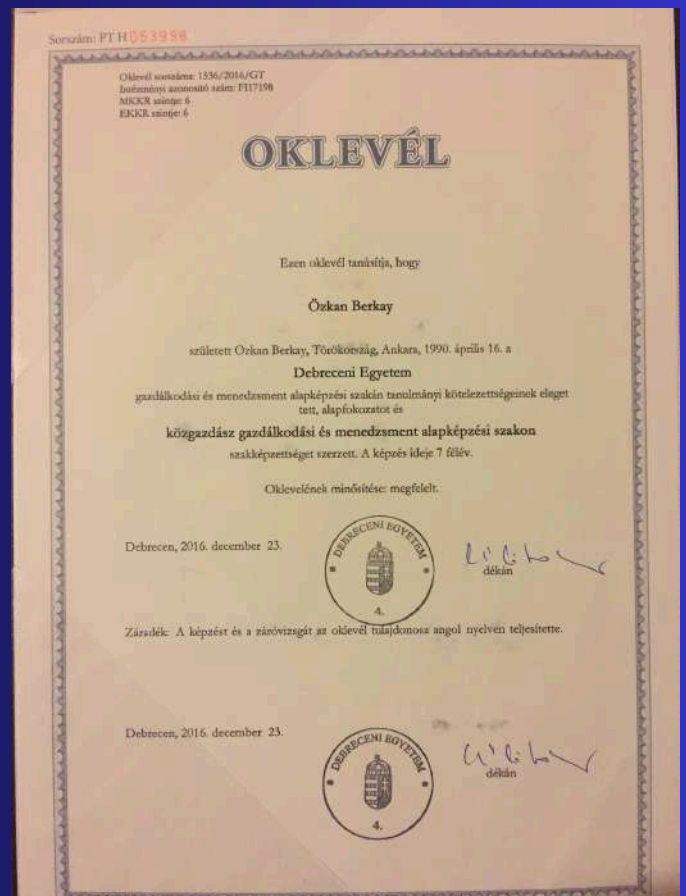 Sorszám: PT H 053998
Oklevél sorszáma: 1536/2016/GT
Intézményi azonosító szám: FI17198
MKKR szintje: 6
EKKR szintje: 6
OKLEVÉL
Ezen oklevél tanúsítja, hogy
Özkan Berkay
született Özkan Berkay, Törökország, Ankara, 1990. április 16. a
Debreceni Egyetem
gazdálkodási és menedzsment alapképzési szakán tanulmányi kötelezettségeinek eleget
tett, alapfokozatot és
közgazdász gazdálkodási és menedzsment alapképzési szakon
szakképzettséget szerzett. A képzés ideje 7 félév.
Oklevelének minősítése: megfelelt.
Debrecen, 2016. december 23.
DEBRECENI EGYETEM
4.
dékán
Záradék: A képzést és a záróvizsgát az oklevél tulajdonosa angol nyelven teljesítette.
Debrecen, 2016. december 23.
DEBRECENI EGYETEM
4.
dékán